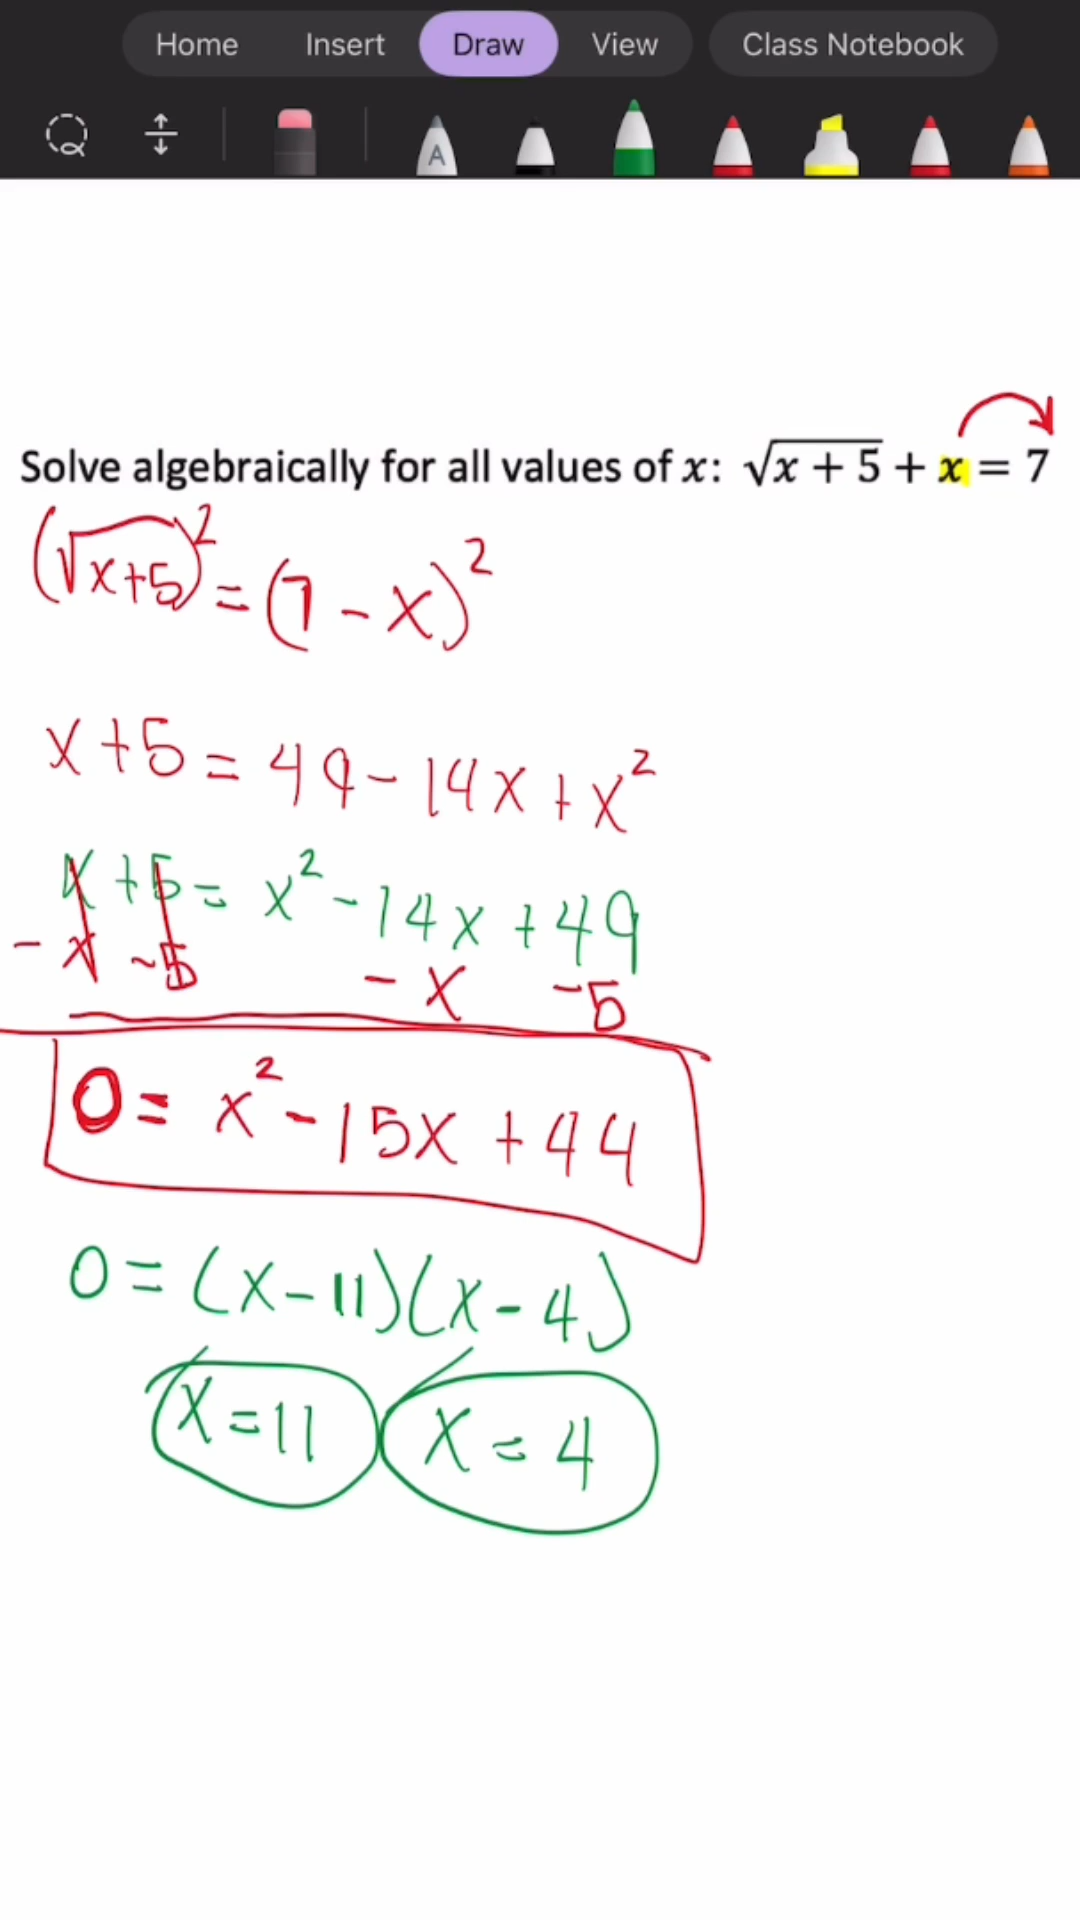 Home Insert Draw View Class Notebook
A
Solve algebraically for all values of x: √x + 5 + x = 7
(√x+5)² = (7 - x)²
x + 5 = 49 - 14x + x²
x + 5 = x² - 14x + 49
- x - 5 - x - 5
0 = x² - 15x + 44
0 = (x - 11)(x - 4)
x = 11 x = 4